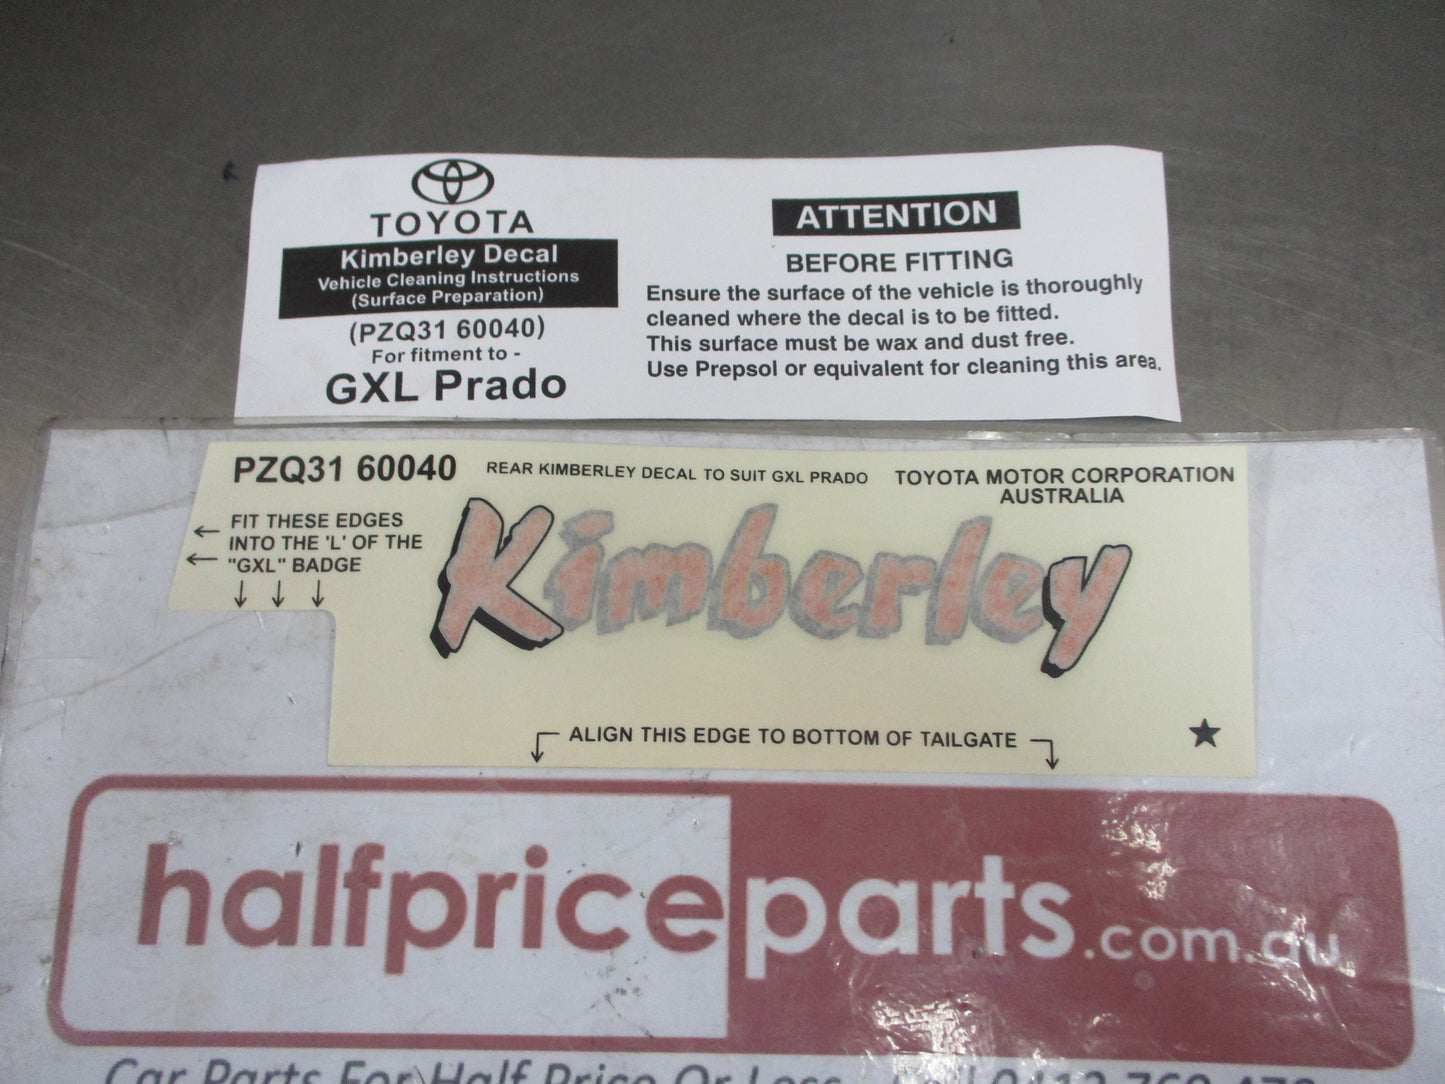 TOYOTA
Kimberley Decal
Vehicle Cleaning Instructions
(Surface Preparation)
(PZQ31 60040)
For fitment to -
GXL Prado
ATTENTION
BEFORE FITTING
Ensure the surface of the vehicle is thoroughly
cleaned where the decal is to be fitted.
This surface must be wax and dust free.
Use Prepsol or equivalent for cleaning this area.
PZQ31 60040
REAR KIMBERLEY DECAL TO SUIT GXL PRADO
TOYOTA MOTOR CORPORATION
AUSTRALIA
FIT THESE EDGES
INTO THE 'L' OF THE
"GXL" BADGE
Kimberley
ALIGN THIS EDGE TO BOTTOM OF TAILGATE
halfpriceparts.com.au
Car Parts For Half Price Or Less